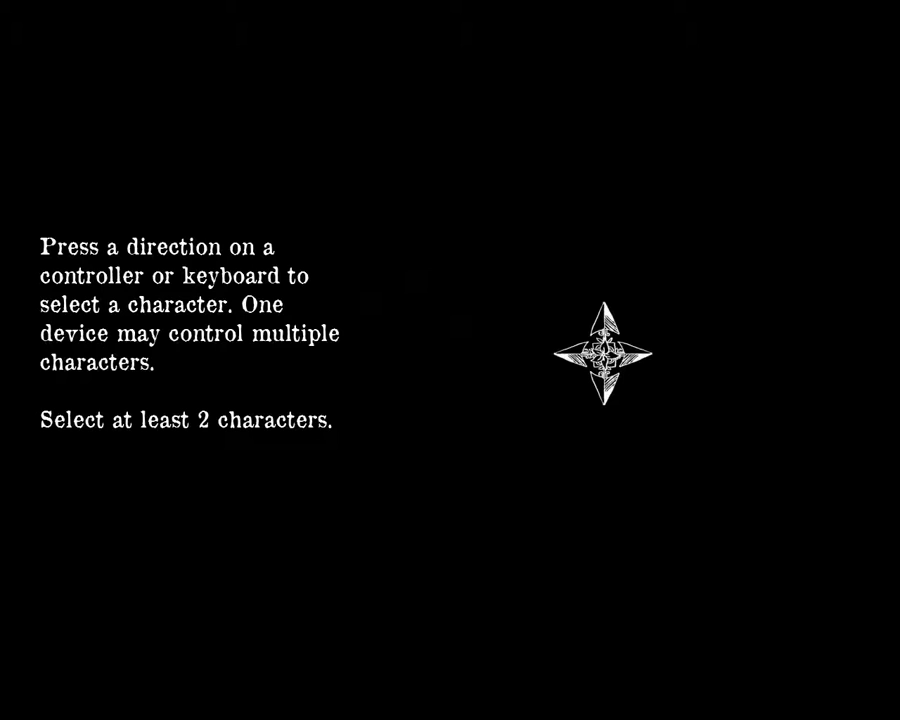 Press a direction on a
controller or keyboard to
select a character. One
device may control multiple
characters.
Select at least 2 characters.